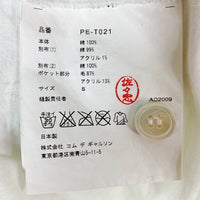 品番 PE-T021
本体 綿 100%
別布(1) 綿 99%
アクリル 1%
別布(2) 綿 100%
ポケット部分 毛 87%
アクリル 13%
サイズ S
縫製責任者 AD2009
佐々忠
日本製
株式会社 コム デ ギャルソン
東京都港区南青山5-11-5